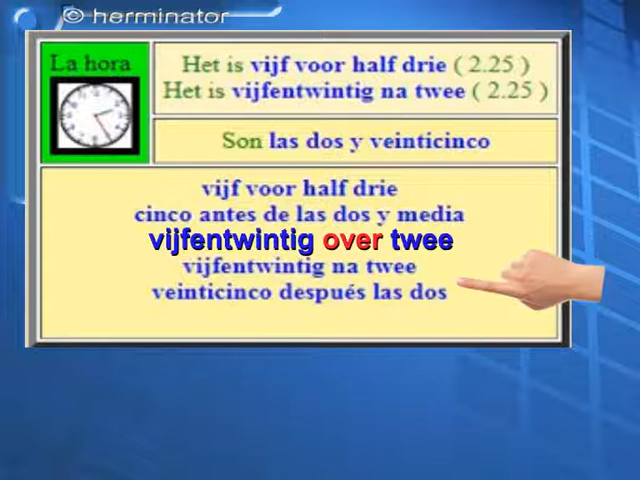 © herminator
La hora
Het is vijf voor half drie ( 2.25 )
Het is vijfentwintig na twee ( 2.25 )
Son las dos y veinticinco
vijf voor half drie
cinco antes de las dos y media
vijfentwintig over twee
vijfentwintig na twee
veinticinco después las dos